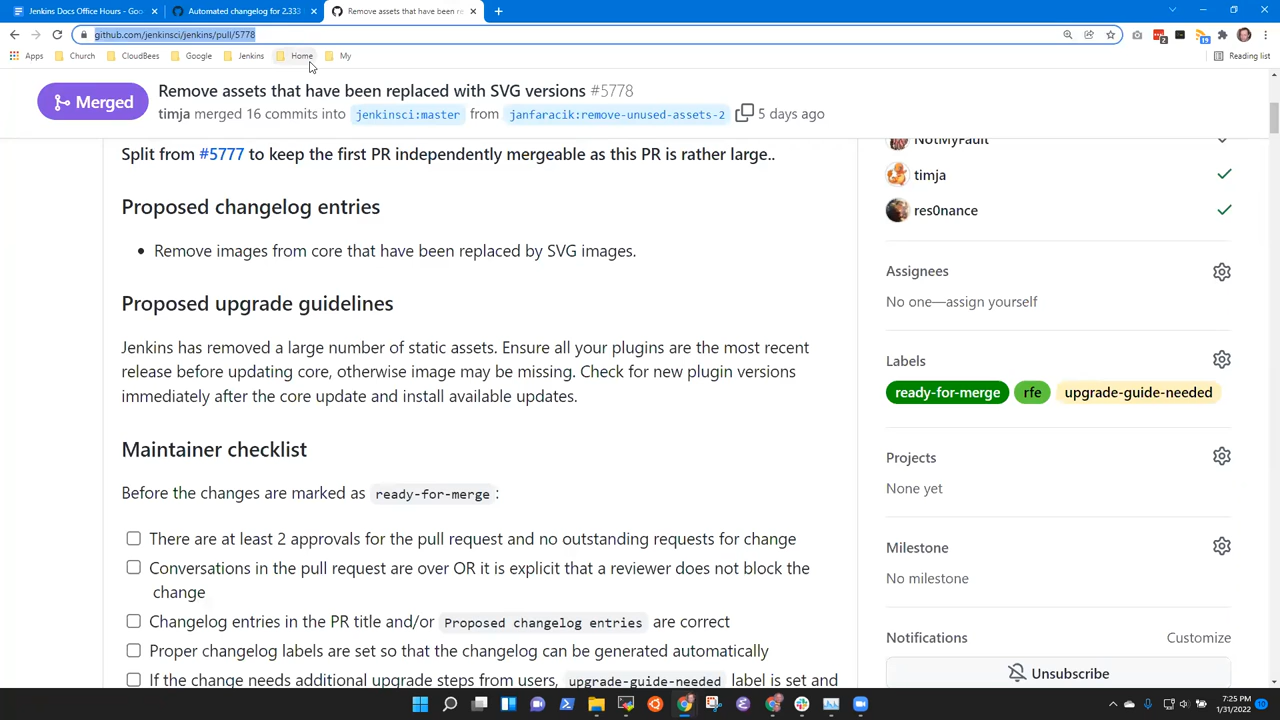 Jenkins Docs Office Hours - Goo
Automated changelog for 2.333
Remove assets that have been re
github.com/jenkinsci/jenkins/pull/5778
Apps
Church
CloudBees
Google
Jenkins
Home
My
Reading list
Merged
Remove assets that have been replaced with SVG versions #5778
timja merged 16 commits into jenkinsci:master from janfaracik:remove-unused-assets-2 5 days ago
Split from #5777 to keep the first PR independently mergeable as this PR is rather large..
Proposed changelog entries
Remove images from core that have been replaced by SVG images.
Proposed upgrade guidelines
Jenkins has removed a large number of static assets. Ensure all your plugins are the most recent
release before updating core, otherwise image may be missing. Check for new plugin versions
immediately after the core update and install available updates.
Maintainer checklist
Before the changes are marked as ready-for-merge :
There are at least 2 approvals for the pull request and no outstanding requests for change
Conversations in the pull request are over OR it is explicit that a reviewer does not block the
change
Changelog entries in the PR title and/or Proposed changelog entries are correct
Proper changelog labels are set so that the changelog can be generated automatically
If the change needs additional upgrade steps from users, upgrade-guide-needed label is set and
NotMyFault
timja
res0nance
Assignees
No one—assign yourself
Labels
ready-for-merge
rfe
upgrade-guide-needed
Projects
None yet
Milestone
No milestone
Notifications
Customize
Unsubscribe
7:25 PM
1/31/2022